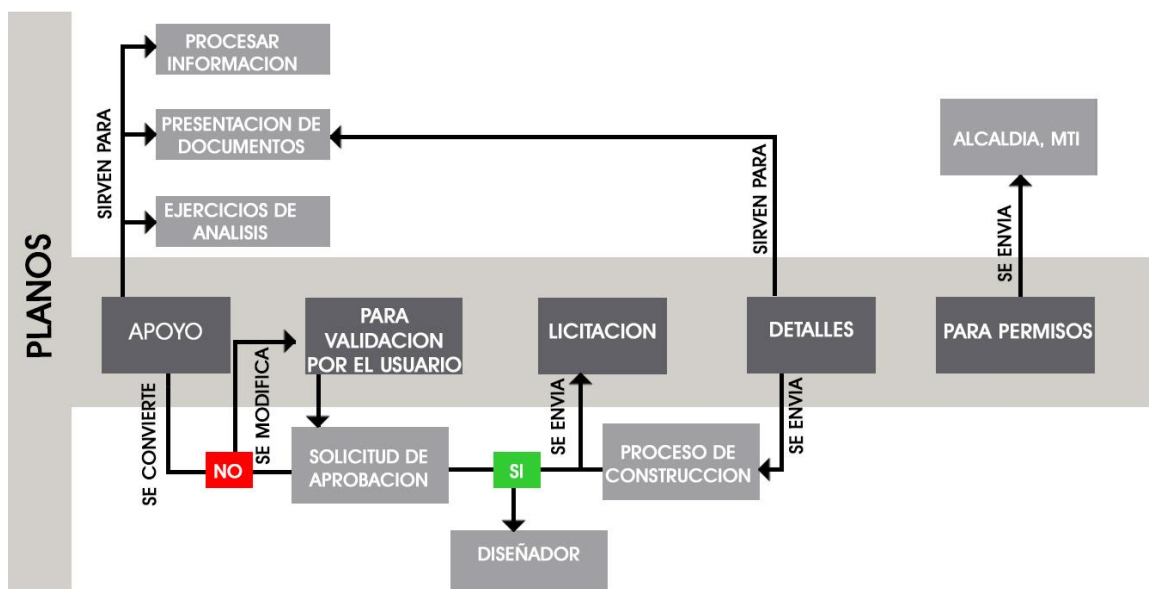 PLANOS
PROCESAR
INFORMACION
PRESENTACION DE
DOCUMENTOS
EJERCICIOS DE
ANALISIS
SIRVEN PARA
SIRVEN PARA
ALCALDIA, MTI
SE ENVIA
APOYO
PARA
VALIDACION
POR EL USUARIO
LICITACION
DETALLES
PARA PERMISOS
SE CONVIERTE
NO
SE MODIFICA
SOLICITUD DE
APROBACION
SI
SE ENVIA
PROCESO DE
CONSTRUCCION
SE ENVIA
DISEÑADOR